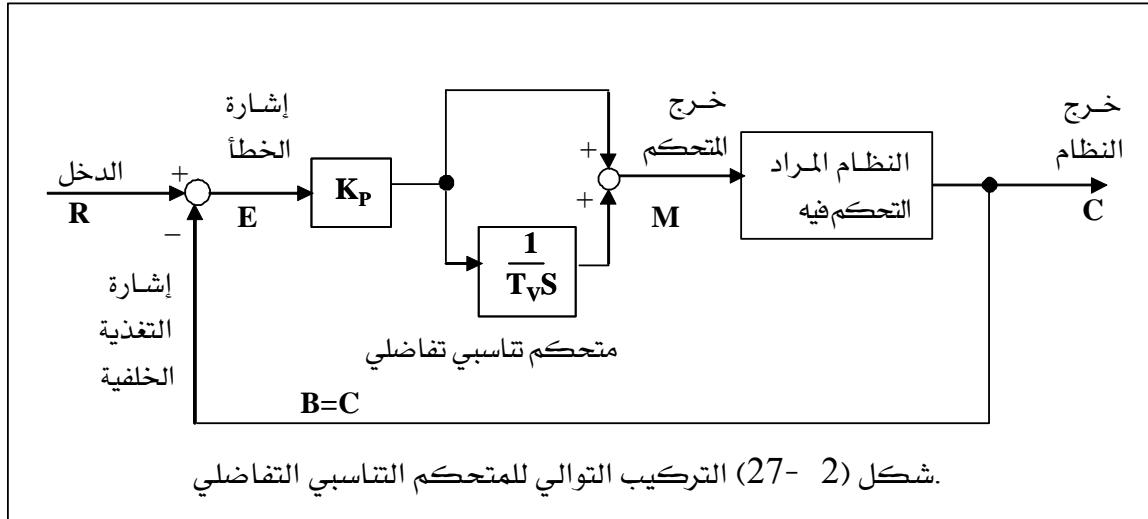 إشارة
الخطأ
خرج
المتحكم
خرج
النظام
الدخل
R
+
−
E
K_P
+
+
M
النظام المراد
التحكم فيه
C
1
T_V S
إشارة
التغذية
الخلفية
متحكم تناسبي تفاضلي
B=C
شكل (2 -27) التركيب التوالي للمتحكم التناسبي التفاضلي.